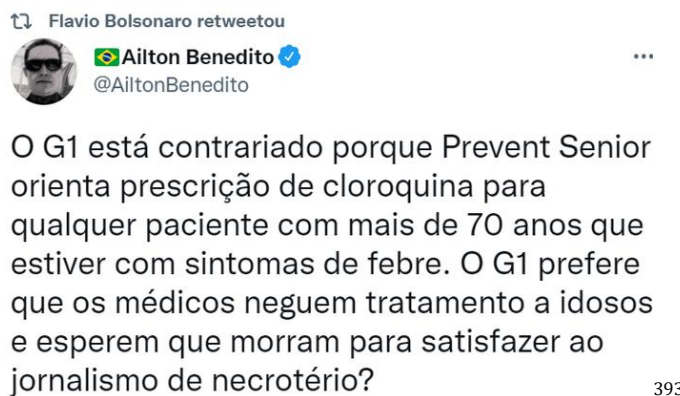 Flavio Bolsonaro retweetou
Ailton Benedito
@AiltonBenedito
O G1 está contrariado porque Prevent Senior
orienta prescrição de cloroquina para
qualquer paciente com mais de 70 anos que
estiver com sintomas de febre. O G1 prefere
que os médicos neguem tratamento a idosos
e esperem que morram para satisfazer ao
jornalismo de necrotério?
393